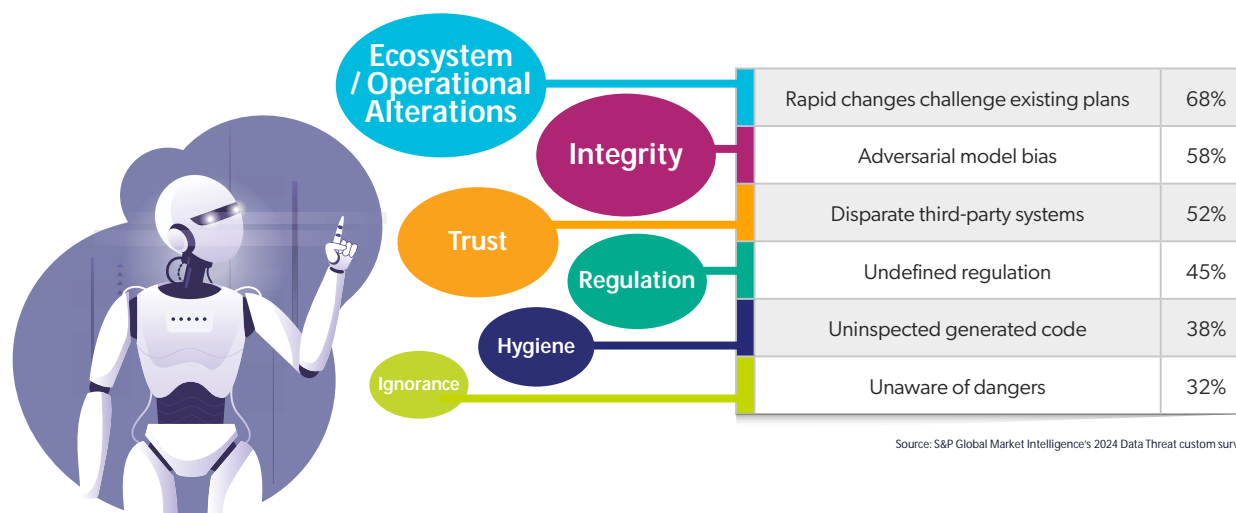 Ecosystem
/ Operational
Alterations
Rapid changes challenge existing plans 68%
Integrity
Adversarial model bias 58%
Trust
Disparate third-party systems 52%
Regulation
Undefined regulation 45%
Hygiene
Uninspected generated code 38%
Ignorance
Unaware of dangers 32%
Source: S&P Global Market Intelligence's 2024 Data Threat custom